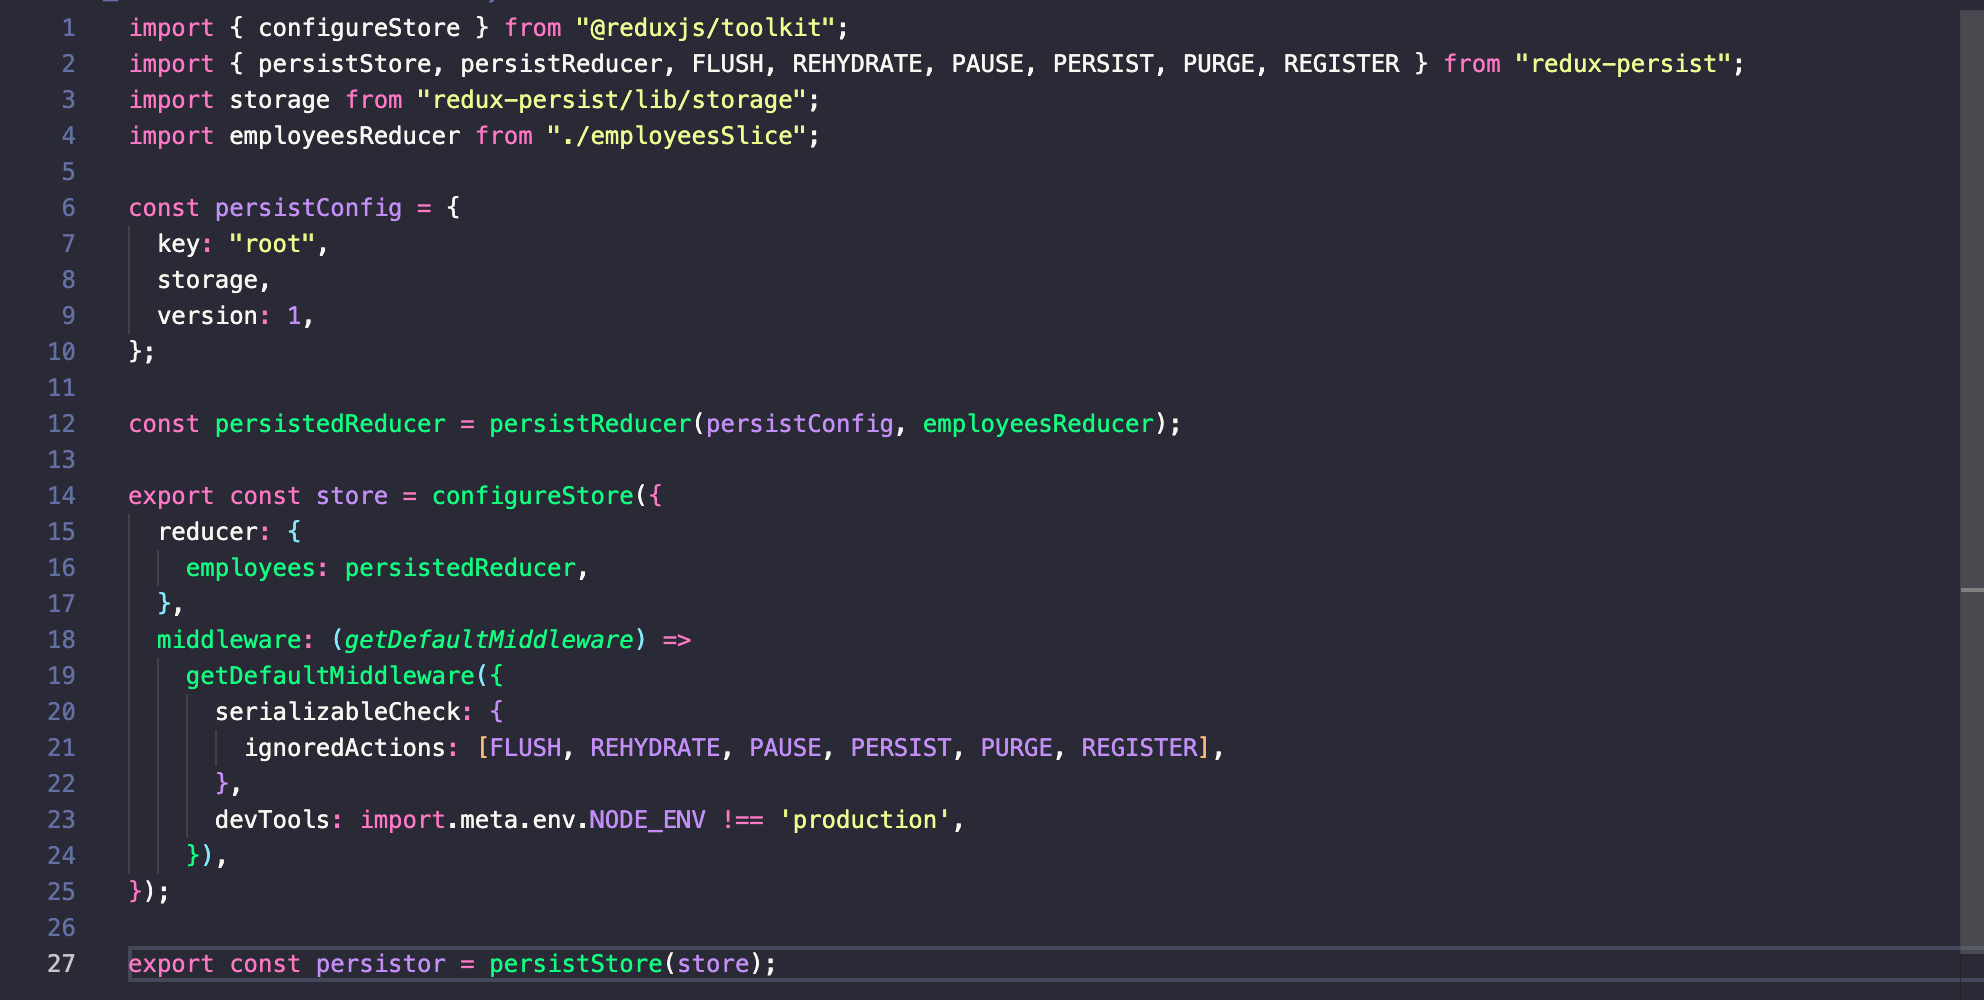 1 import { configureStore } from "@reduxjs/toolkit";
2 import { persistStore, persistReducer, FLUSH, REHYDRATE, PAUSE, PERSIST, PURGE, REGISTER } from "redux-persist";
3 import storage from "redux-persist/lib/storage";
4 import employeesReducer from "./employeesSlice";
5
6 const persistConfig = {
7   key: "root",
8   storage,
9   version: 1,
10 };
11
12 const persistedReducer = persistReducer(persistConfig, employeesReducer);
13
14 export const store = configureStore({
15   reducer: {
16     employees: persistedReducer,
17   },
18   middleware: (getDefaultMiddleware) =>
19     getDefaultMiddleware({
20       serializableCheck: {
21         ignoredActions: [FLUSH, REHYDRATE, PAUSE, PERSIST, PURGE, REGISTER],
22       },
23       devTools: import.meta.env.NODE_ENV !== 'production',
24     }),
25 });
26
27 export const persistor = persistStore(store);